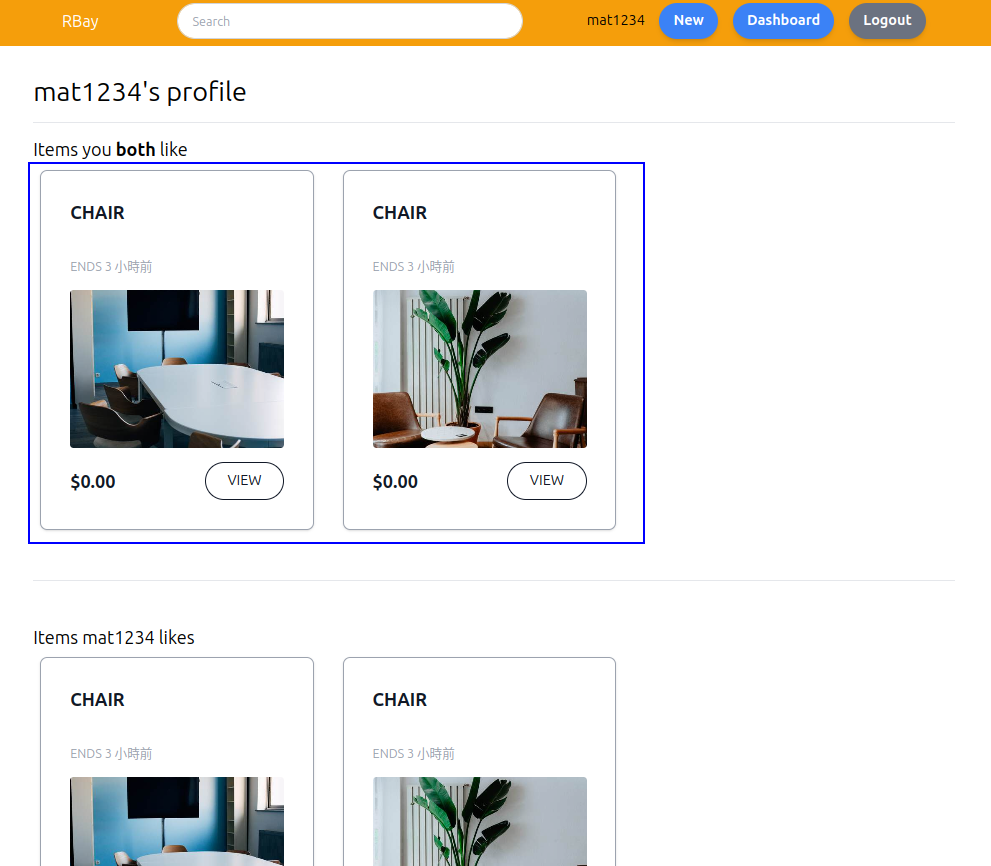 RBay
Search
mat1234
New
Dashboard
Logout
mat1234's profile
Items you both like
CHAIR
CHAIR
ENDS 3 小時前
ENDS 3 小時前
$0.00
VIEW
$0.00
VIEW
Items mat1234 likes
CHAIR
CHAIR
ENDS 3 小時前
ENDS 3 小時前